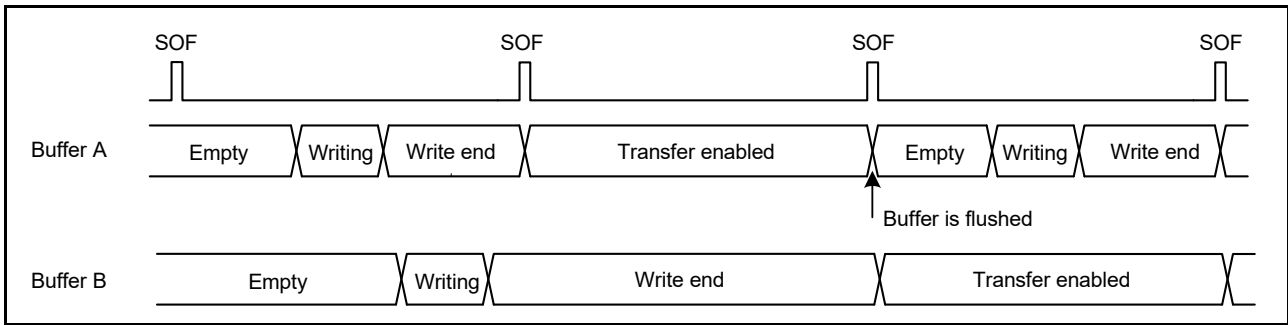 SOF SOF SOF SOF
Buffer A Empty Writing Write end Transfer enabled Empty Writing Write end
Buffer is flushed
Buffer B Empty Writing Write end Transfer enabled